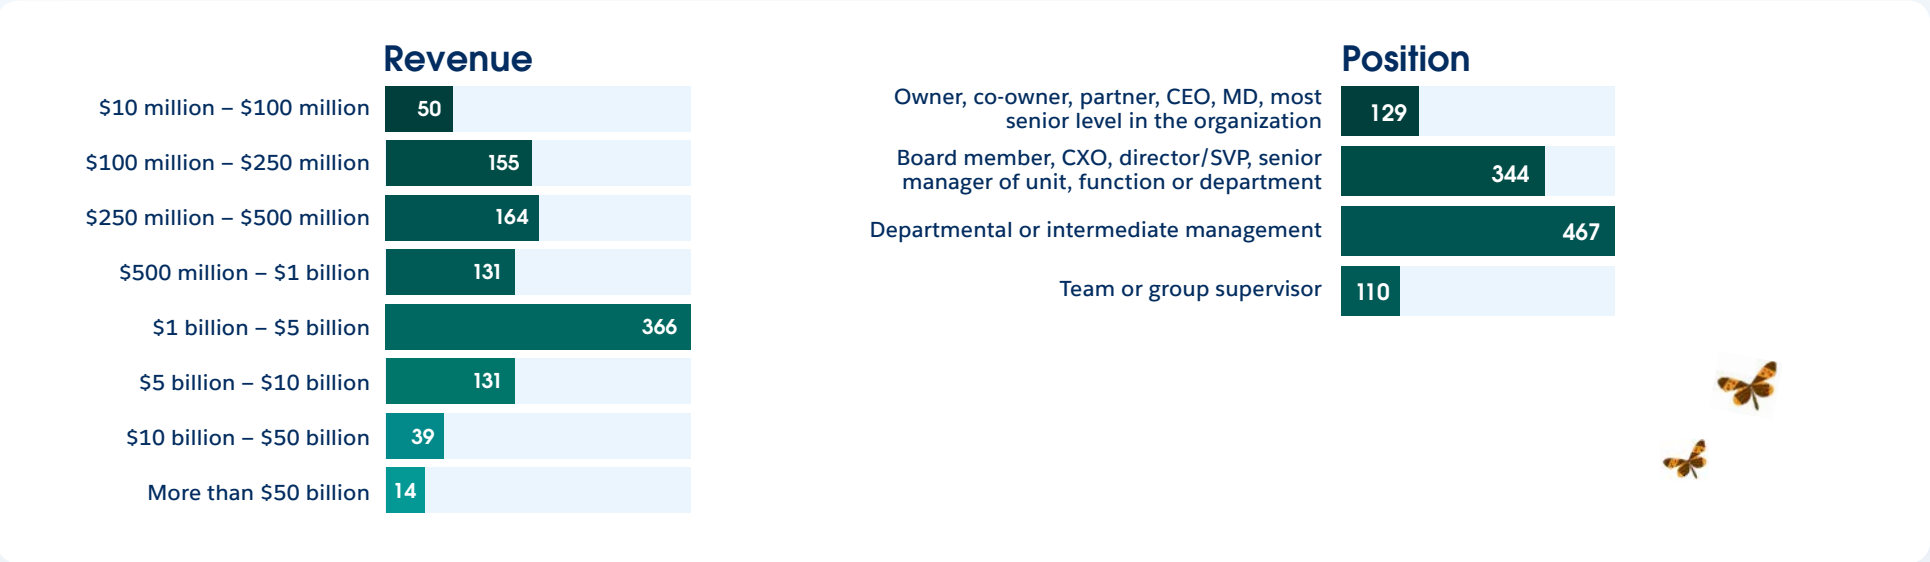 Revenue
$10 million – $100 million
50
$100 million – $250 million
155
$250 million – $500 million
164
$500 million – $1 billion
131
$1 billion – $5 billion
366
$5 billion – $10 billion
131
$10 billion – $50 billion
39
More than $50 billion
14
Position
Owner, co-owner, partner, CEO, MD, most
senior level in the organization
129
Board member, CXO, director/SVP, senior
manager of unit, function or department
344
Departmental or intermediate management
467
Team or group supervisor
110